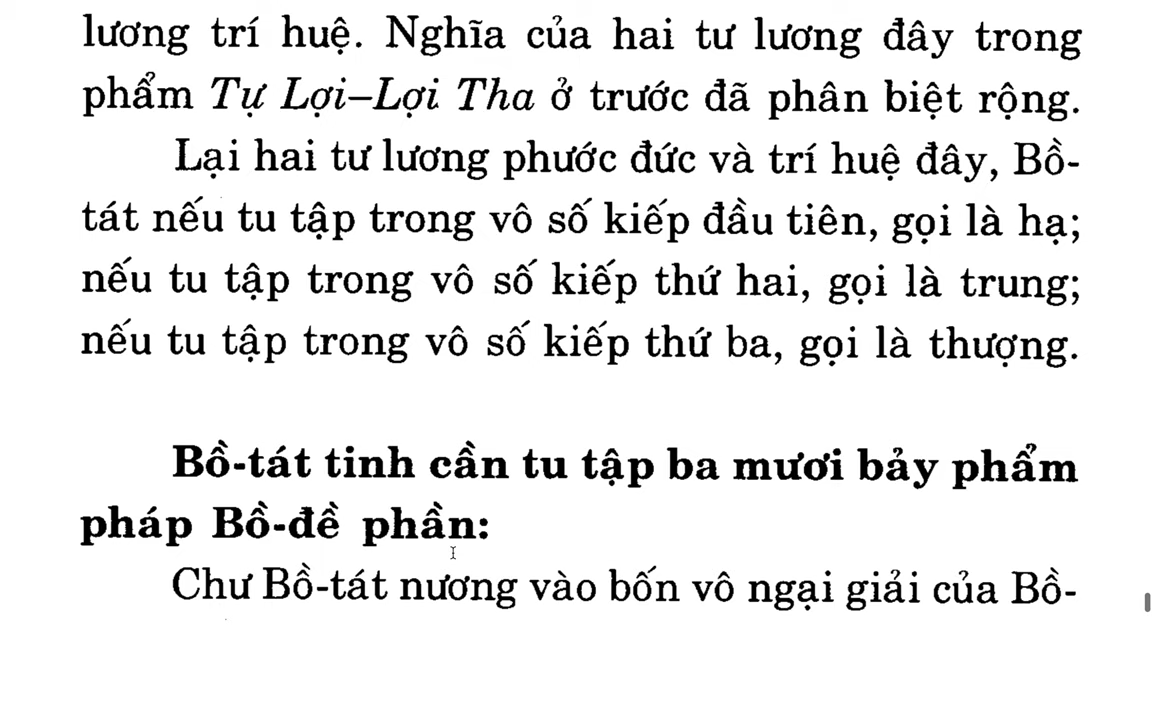 lương trí huệ. Nghĩa của hai tư lương đây trong
phẩm Tự Lợi–Lợi Tha ở trước đã phân biệt rộng.
Lại hai tư lương phước đức và trí huệ đây, Bồ-
tát nếu tu tập trong vô số kiếp đầu tiên, gọi là hạ;
nếu tu tập trong vô số kiếp thứ hai, gọi là trung;
nếu tu tập trong vô số kiếp thứ ba, gọi là thượng.
Bồ-tát tinh cần tu tập ba mươi bảy phẩm
pháp Bồ-đề phần:
Chư Bồ-tát nương vào bốn vô ngại giải của Bồ-